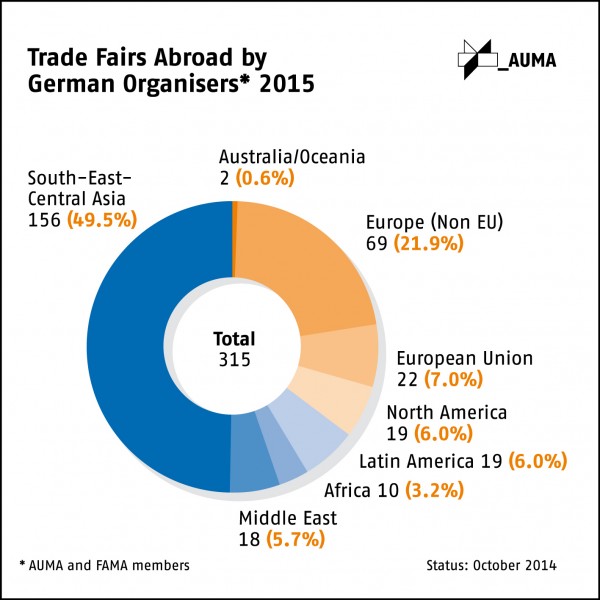 Trade Fairs Abroad by
German Organisers* 2015
_AUMA
Australia/Oceania
2 (0.6%)
South-East-
Central Asia
156 (49.5%)
Europe (Non EU)
69 (21.9%)
Total
315
European Union
22 (7.0%)
North America
19 (6.0%)
Latin America 19 (6.0%)
Africa 10 (3.2%)
Middle East
18 (5.7%)
* AUMA and FAMA members
Status: October 2014